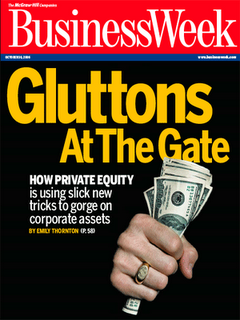 The McGraw-Hill Companies
BusinessWeek
www.businessweek.com
Gluttons
At The Gate
HOW PRIVATE EQUITY
is using slick new
tricks to gorge on
corporate assets
BY EMILY THORNTON (P. 58)